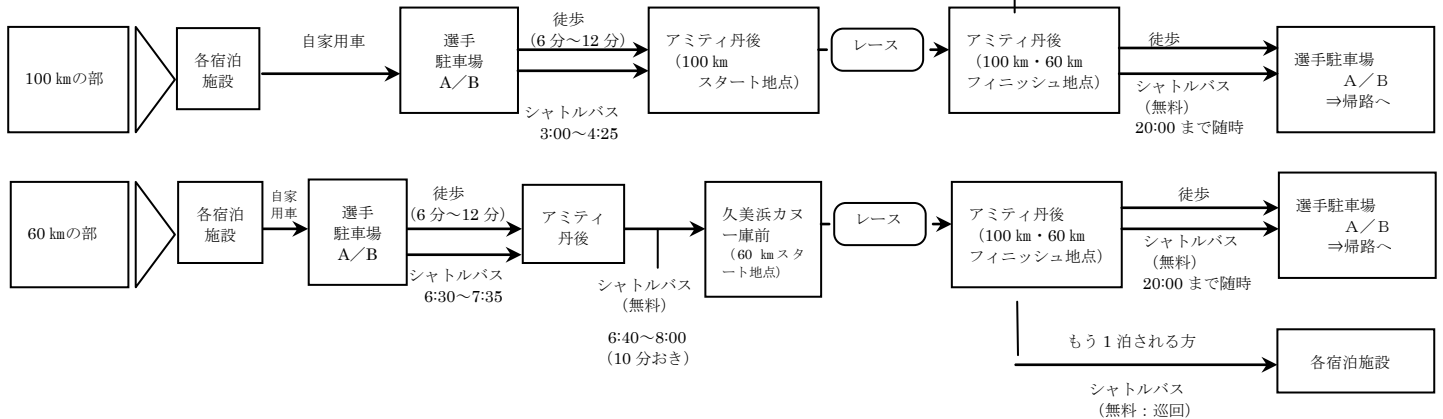 100 ㎞の部
各宿泊
施設
自家用車
選手
駐車場
A／B
徒歩
(6 分～12 分)
シャトルバス
3:00～4:25
アミティ丹後
（100 ㎞
スタート地点）
レース
アミティ丹後
（100 ㎞・60 ㎞
フィニッシュ地点）
徒歩
シャトルバス
（無料）
20:00 まで随時
選手駐車場
A／B
⇒帰路へ
60 ㎞の部
各宿泊
施設
自家
用車
選手
駐車場
A/B
徒歩
(6 分～12 分)
シャトルバス
6:30～7:35
アミティ
丹後
シャトルバス
（無料）
6:40～8:00
（10 分おき）
久美浜カヌ
ー庫前
（60 ㎞スタ
ート地点）
レース
アミティ丹後
（100 ㎞・60 ㎞
フィニッシュ地点）
徒歩
シャトルバス
（無料）
20:00 まで随時
選手駐車場
A／B
⇒帰路へ
もう 1 泊される方
シャトルバス
（無料：巡回）
各宿泊施設